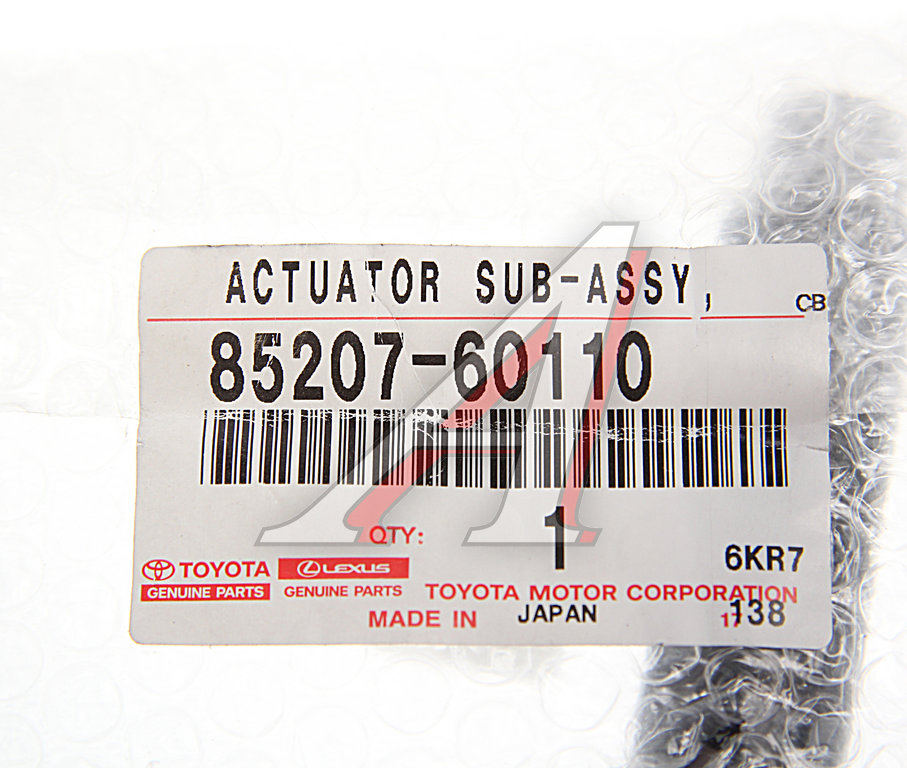 ACTUATOR SUB-ASSY, CB
85207-60110
QTY: 1
6KR7
TOYOTA LEXUS
GENUINE PARTS GENUINE PARTS TOYOTA MOTOR CORPORATION
MADE IN JAPAN 17 138